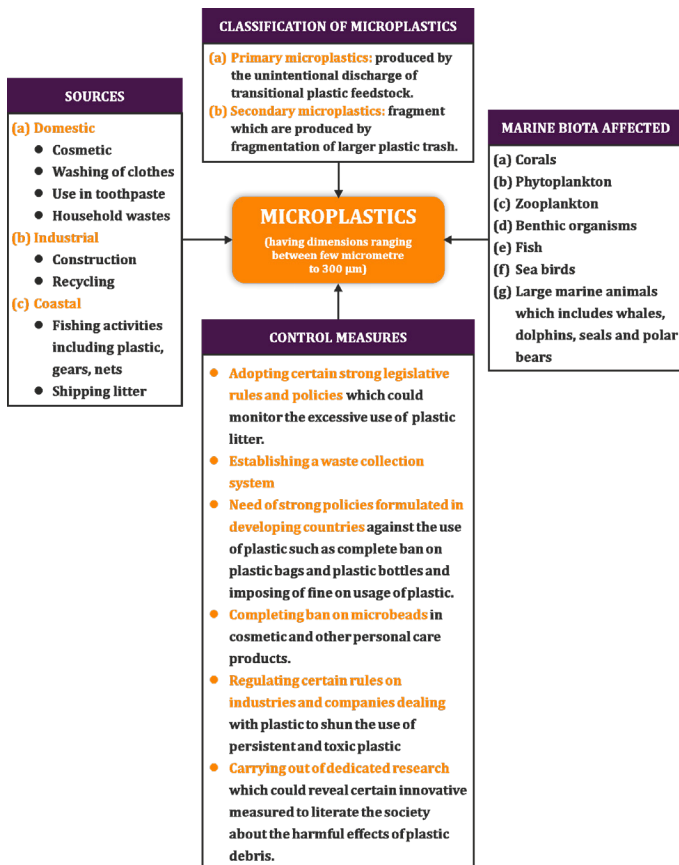 CLASSIFICATION OF MICROPLASTICS
(a) Primary microplastics: produced by
the unintentional discharge of
transitional plastic feedstock.
(b) Secondary microplastics: fragment
which are produced by
fragmentation of larger plastic trash.
SOURCES
(a) Domestic
● Cosmetic
● Washing of clothes
● Use in toothpaste
● Household wastes
(b) Industrial
● Construction
● Recycling
(c) Coastal
● Fishing activities
including plastic,
gears, nets
● Shipping litter
MICROPLASTICS
(having dimensions ranging
between few micrometre
to 300 µm)
MARINE BIOTA AFFECTED
(a) Corals
(b) Phytoplankton
(c) Zooplankton
(d) Benthic organisms
(e) Fish
(f) Sea birds
(g) Large marine animals
which includes whales,
dolphins, seals and polar
bears
CONTROL MEASURES
● Adopting certain strong legislative
rules and policies which could
monitor the excessive use of plastic
litter.
● Establishing a waste collection
system
● Need of strong policies formulated in
developing countries against the use
of plastic such as complete ban on
plastic bags and plastic bottles and
imposing of fine on usage of plastic.
● Completing ban on microbeads in
cosmetic and other personal care
products.
● Regulating certain rules on
industries and companies dealing
with plastic to shun the use of
persistent and toxic plastic
● Carrying out of dedicated research
which could reveal certain innovative
measured to literate the society
about the harmful effects of plastic
debris.